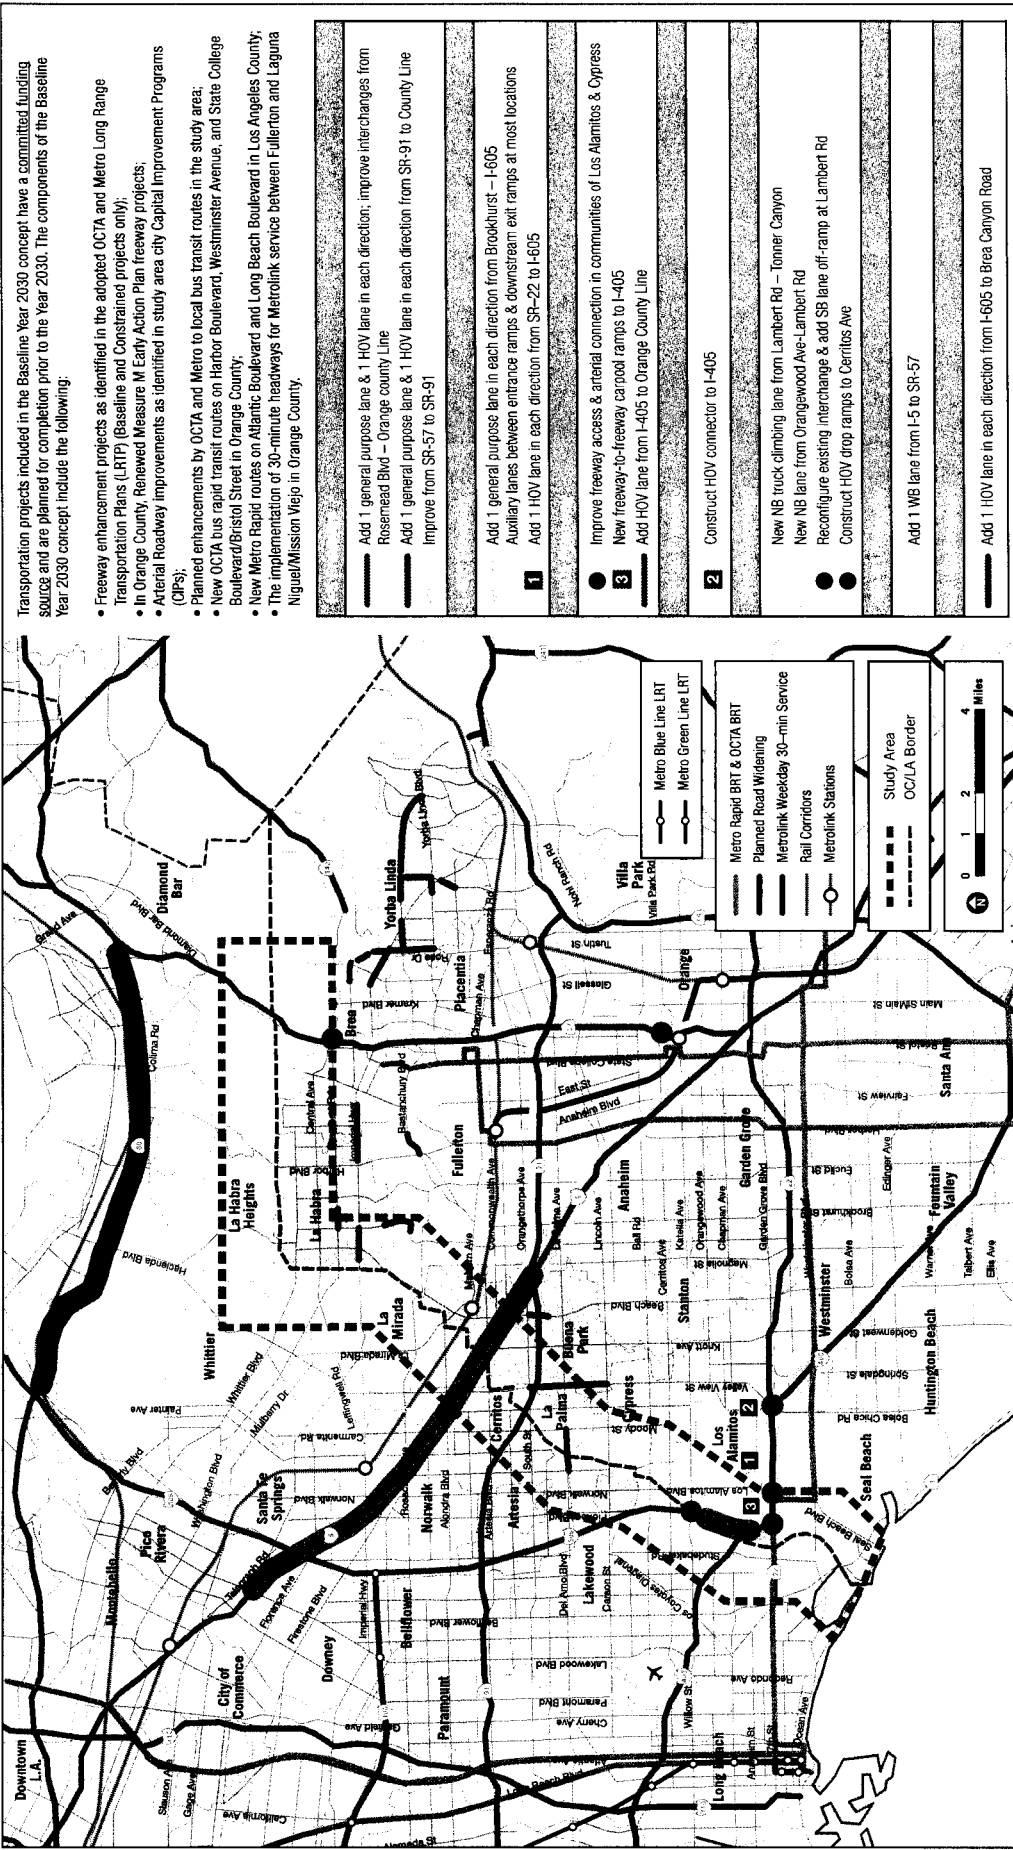 Transportation projects included in the Baseline Year 2030 concept have a committed funding
source and are planned for completion prior to the Year 2030. The components of the Baseline
Year 2030 concept include the following:
• Freeway enhancement projects as identified in the adopted OCTA and Metro Long Range
Transportation Plans (LRTP) (Baseline and Constrained projects only);
• In Orange County, Renewed Measure M Early Action Plan freeway projects;
• Arterial Roadway improvements as identified in study area city Capital Improvement Programs
(CIPs);
• Planned enhancements by OCTA and Metro to local bus transit routes in the study area;
• New OCTA bus rapid transit routes on Harbor Boulevard, Westminster Avenue, and State College
Boulevard/Bristol Street in Orange County;
• New Metro Rapid routes on Atlantic Boulevard and Long Beach Boulevard in Los Angeles County;
• The implementation of 30-minute headways for Metrolink service between Fullerton and Laguna
Niguel/Mission Viejo in Orange County.
Add 1 general purpose lane & 1 HOV lane in each direction; improve interchanges from
Rosemead Blvd – Orange county Line
Add 1 general purpose lane & 1 HOV lane in each direction from SR-91 to County Line
Improve from SR-57 to SR-91
Add 1 general purpose lane in each direction from Brookhurst – I-605
Auxiliary lanes between entrance ramps & downstream exit ramps at most locations
1 Add 1 HOV lane in each direction from SR–22 to I-605
Improve freeway access & arterial connection in communities of Los Alamitos & Cypress
3 New freeway-to-freeway carpool ramps to I-405
Add HOV lane from I-405 to Orange County Line
2 Construct HOV connector to I-405
New NB truck climbing lane from Lambert Rd – Tonner Canyon
New NB lane from Orangewood Ave-Lambert Rd
Reconfigure existing interchange & add SB lane off-ramp at Lambert Rd
Construct HOV drop ramps to Cerritos Ave
Add 1 WB lane from I-5 to SR-57
Add 1 HOV lane in each direction from I-605 to Brea Canyon Road
Metro Blue Line LRT
Metro Green Line LRT
Metro Rapid BRT & OCTA BRT
Planned Road Widening
Metrolink Weekday 30–min Service
Rail Corridors
Metrolink Stations
Study Area
OC/LA Border
N
0 1 2 4
Miles
Downtown
L.A.
Montebello
Pico
Rivera
Whittier
La Habra
Heights
Diamond
Bar
Grand Ave
Diamond Bar Blvd
Colima Rd
Hacienda Blvd
Painter Ave
Beverly Blvd
Whittier Blvd
Washington Blvd
Mulberry Dr
City of
Commerce
Slauson Ave
Gage Ave
Florence Ave
Firestone Blvd
Telegraph Rd
Santa Fe
Springs
Norwalk Blvd
Carmenita Rd
Leffingwell Rd
La Mirada Blvd
La
Mirada
La Habra
Harbor Blvd
Central Ave
Imperial Hwy
Brea
Kraemer Blvd
Rose Dr
Yorba Linda
Yorba Linda Blvd
Placentia
Chapman Ave
Esperanza Rd
Bastanchury Blvd
Fullerton
Commonwealth Ave
Malvern Ave
Orangethorpe Ave
State College Blvd
California Ave
Garfield Ave
Downey
Imperial Hwy
Bellflower
Bellflower Blvd
Norwalk
Alondra Blvd
Artesia Blvd
Artesia
Cerritos
South St
La
Palma
Buena
Park
Cypress
Lincoln Ave
Ball Rd
Cerritos Ave
Katella Ave
Orangewood Ave
Chapman Ave
Garden Grove Blvd
Anaheim
East St
Anaheim Blvd
Glassell St
Tustin St
Nohl Ranch Rd
Villa
Park
Villa Park Rd
Orange
Alameda St
Long Beach Blvd
Paramount
Lakewood Blvd
Paramount Blvd
Cherry Ave
Del Amo Blvd
Lakewood
Carson St
Norwalk Blvd
Moody St
Valley View St
Knott Ave
Beach Blvd
Magnolia St
Stanton
Garden Grove
Los
Alamitos
Los Alamitos Blvd
Studebaker Rd
Los Coyotes Diagonal
Willow St
Redondo Ave
Long Beach
Anaheim St
7th St
Ocean Ave
1
2
3
Seal Beach Blvd
Seal Beach
Westminster
Bolsa Chica Rd
Springdale St
Goldenwest St
Brookhurst St
Euclid St
Harbor Blvd
Fairview St
Bristol St
Main St
Bolsa Ave
Edinger Ave
Warner Ave
Talbert Ave
Ellis Ave
Santa Ana
Fountain
Valley
Huntington Beach